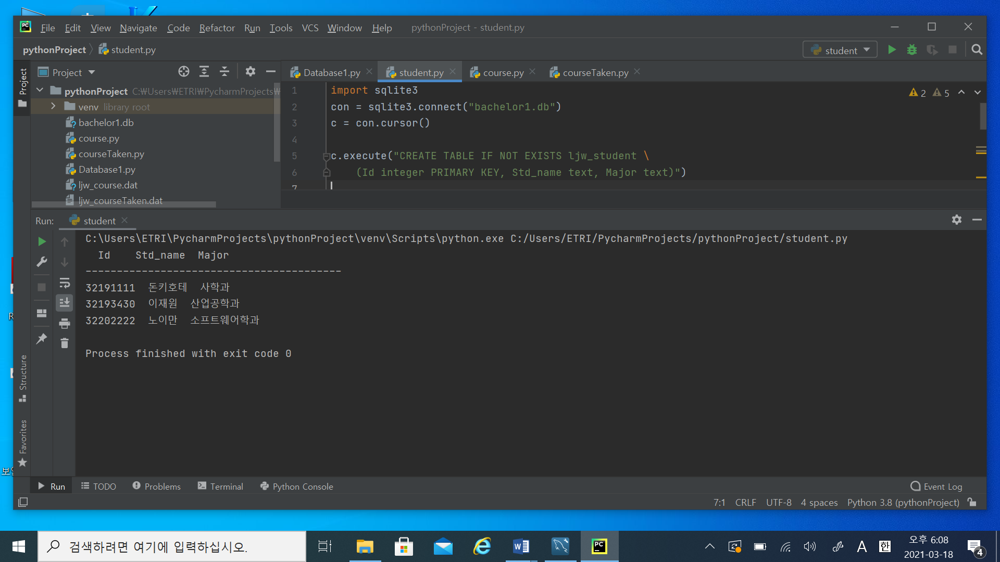 File Edit View Navigate Code Refactor Run Tools VCS Window Help pythonProject - student.py
pythonProject student.py
student
Project
Project
Database1.py student.py course.py courseTaken.py
pythonProject C:₩Users₩ETRI₩PycharmProjects₩
venv library root
bachelor1.db
course.py
courseTaken.py
Database1.py
ljw_course.dat
ljw_courseTaken.dat
1 import sqlite3
2 con = sqlite3.connect("bachelor1.db")
3 c = con.cursor()
4
5 c.execute("CREATE TABLE IF NOT EXISTS ljw_student \
6 (Id integer PRIMARY KEY, Std_name text, Major text)")
7
2 5
Run: student
C:\Users\ETRI\PycharmProjects\pythonProject\venv\Scripts\python.exe C:/Users/ETRI/PycharmProjects/pythonProject/student.py
Id Std_name Major
-----------------------------------------
32191111 돈키호테 사학과
32193430 이재원 산업공학과
32202222 노이만 소프트웨어학과
Process finished with exit code 0
Structure
Favorites
Run TODO Problems Terminal Python Console Event Log
7:1 CRLF UTF-8 4 spaces Python 3.8 (pythonProject)
검색하려면 여기에 입력하십시오.
PC
A 한
오후 6:08
2021-03-18
4